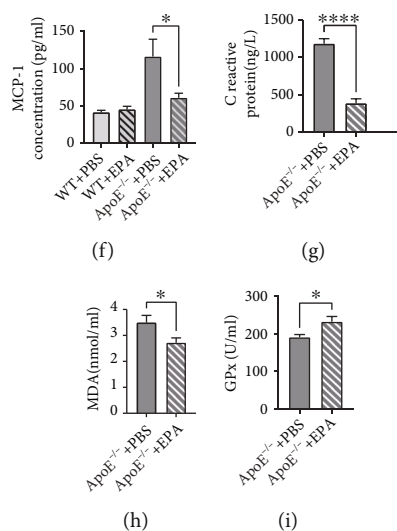 MCP-1
concentration (pg/ml)
150
100
50
0
*
WT+PBS
WT+EPA
ApoE−/−+PBS
ApoE−/−+EPA
(f)
C reactive
protein(ng/L)
1500
1000
500
0
****
ApoE−/−+PBS
ApoE−/−+EPA
(g)
MDA(nmol/ml)
4
3
2
1
0
*
ApoE−/−+PBS
ApoE−/−+EPA
(h)
GPx (U/ml)
300
200
100
0
*
ApoE−/−+PBS
ApoE−/−+EPA
(i)